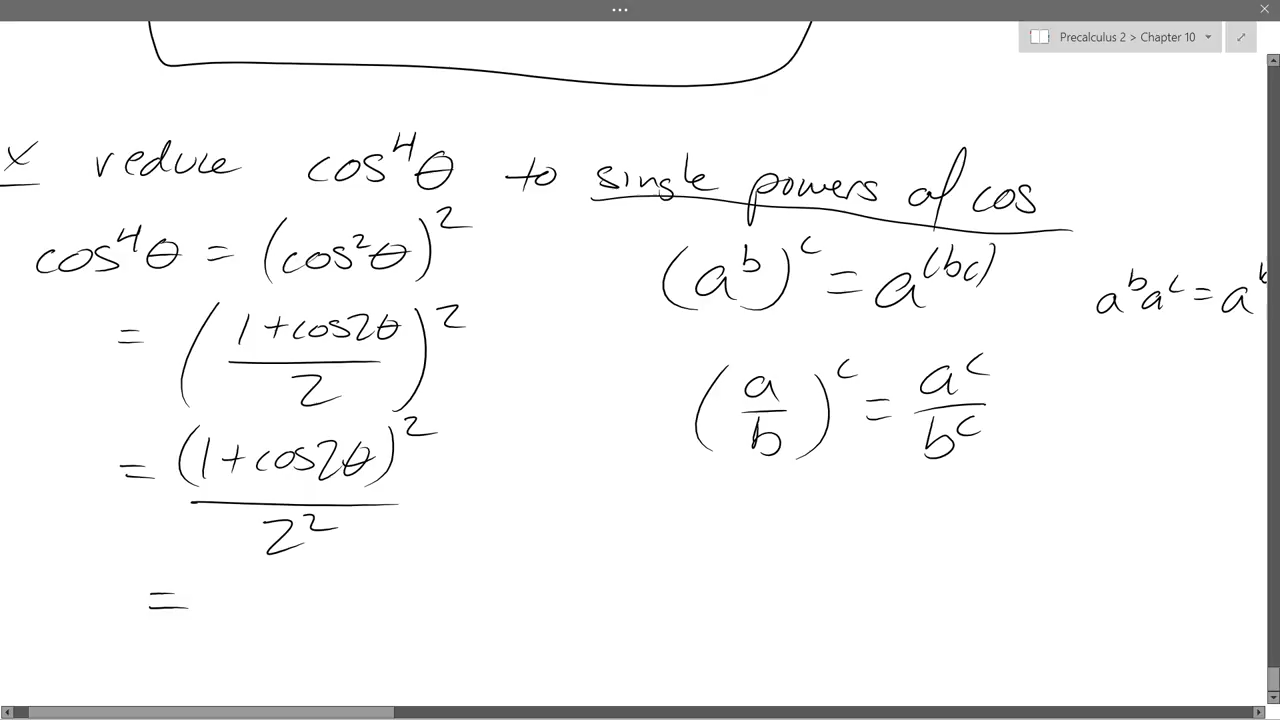 Precalculus 2 > Chapter 10
x reduce cos⁴θ to single powers of cos
cos⁴θ = (cos²θ)²
(a^b)^c = a^(bc)
a^b a^c = a^b
= ((1+cos2θ)/2)²
(a/b)^c = a^c/b^c
= (1+cos2θ)²/2²
=